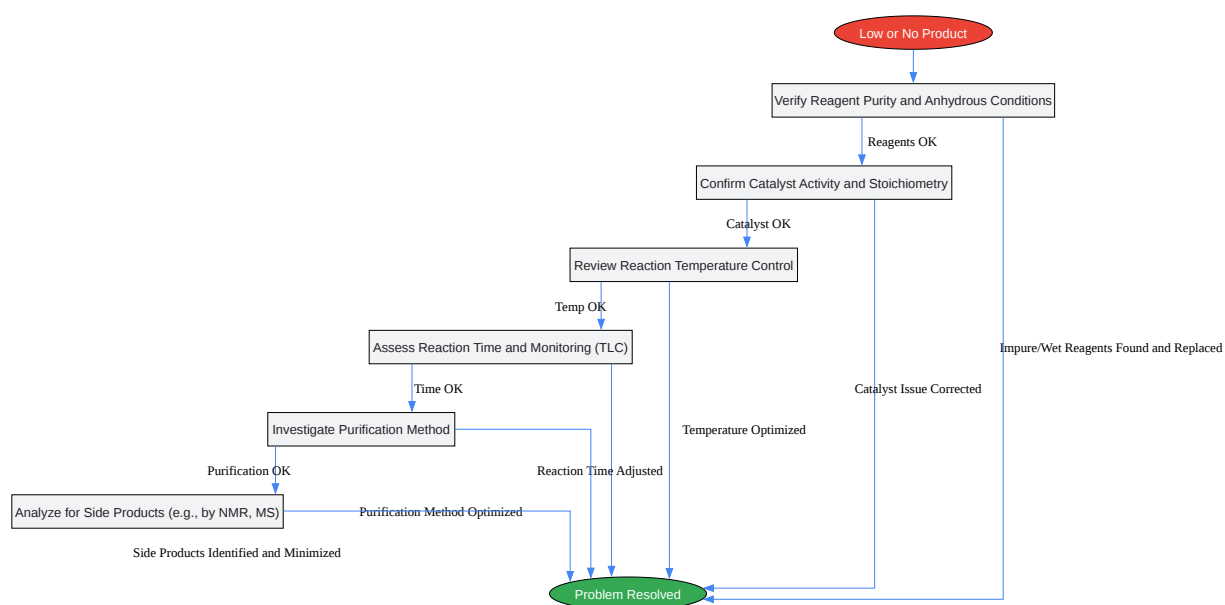 Low or No Product
Verify Reagent Purity and Anhydrous Conditions
Reagents OK
Confirm Catalyst Activity and Stoichiometry
Catalyst OK
Review Reaction Temperature Control
Temp OK
Assess Reaction Time and Monitoring (TLC)
Impure/Wet Reagents Found and Replaced
Time OK
Catalyst Issue Corrected
Investigate Purification Method
Temperature Optimized
Purification OK
Reaction Time Adjusted
Analyze for Side Products (e.g., by NMR, MS)
Purification Method Optimized
Side Products Identified and Minimized
Problem Resolved